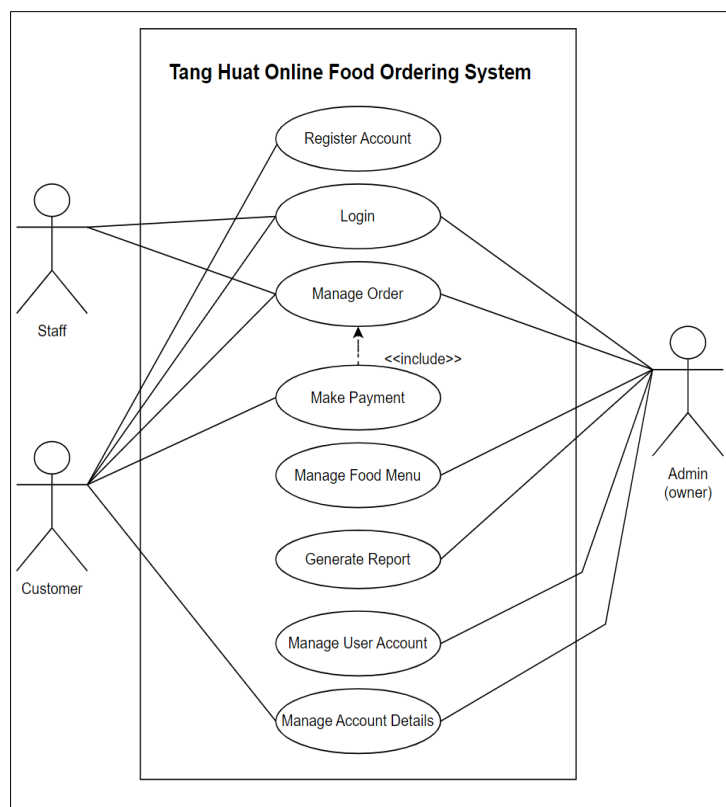 Tang Huat Online Food Ordering System
Register Account
Login
Staff
Manage Order
<<include>>
Make Payment
Manage Food Menu
Admin
(owner)
Generate Report
Customer
Manage User Account
Manage Account Details